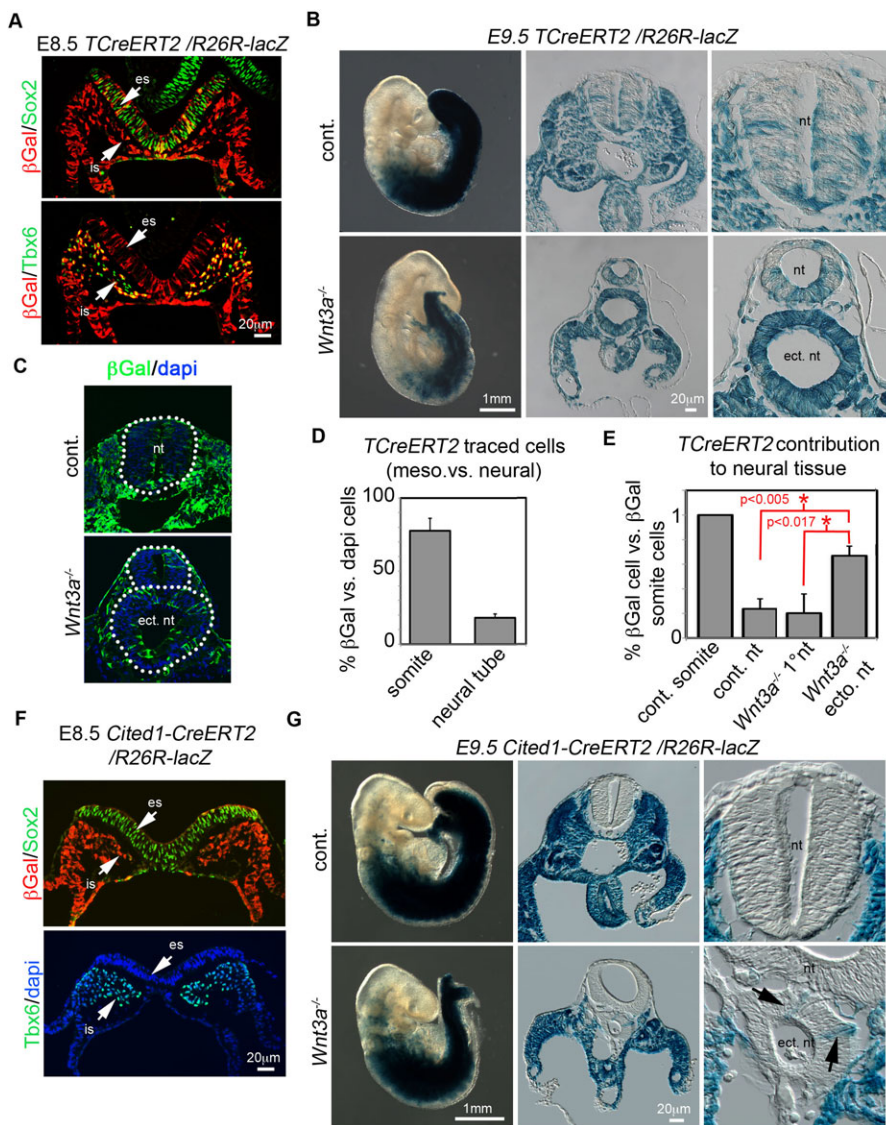 A
E8.5 TCreERT2 /R26R-lacZ
βGal/Sox2
es
is
βGal/Tbx6
es
is
20μm
B
E9.5 TCreERT2 /R26R-lacZ
cont.
nt
Wnt3a-/-
nt
ect. nt
1mm
20μm
C
βGal/dapi
cont.
nt
Wnt3a-/-
ect. nt
D
TCreERT2 traced cells
(meso.vs. neural)
% βGal vs. dapi cells
100
50
0
somite
neural tube
E
TCreERT2 contribution
to neural tissue
% βGal cell vs. βGal
somite cells
1
0
p<0.005 *
p<0.017 *
cont. somite
cont. nt
Wnt3a-/- 1°nt
Wnt3a-/-
ecto. nt
F
E8.5 Cited1-CreERT2
/R26R-lacZ
βGal/Sox2
es
is
Tbx6/dapi
es
is
20μm
G
E9.5 Cited1-CreERT2 /R26R-lacZ
cont.
nt
Wnt3a-/-
nt
ect. nt
1mm
20μm